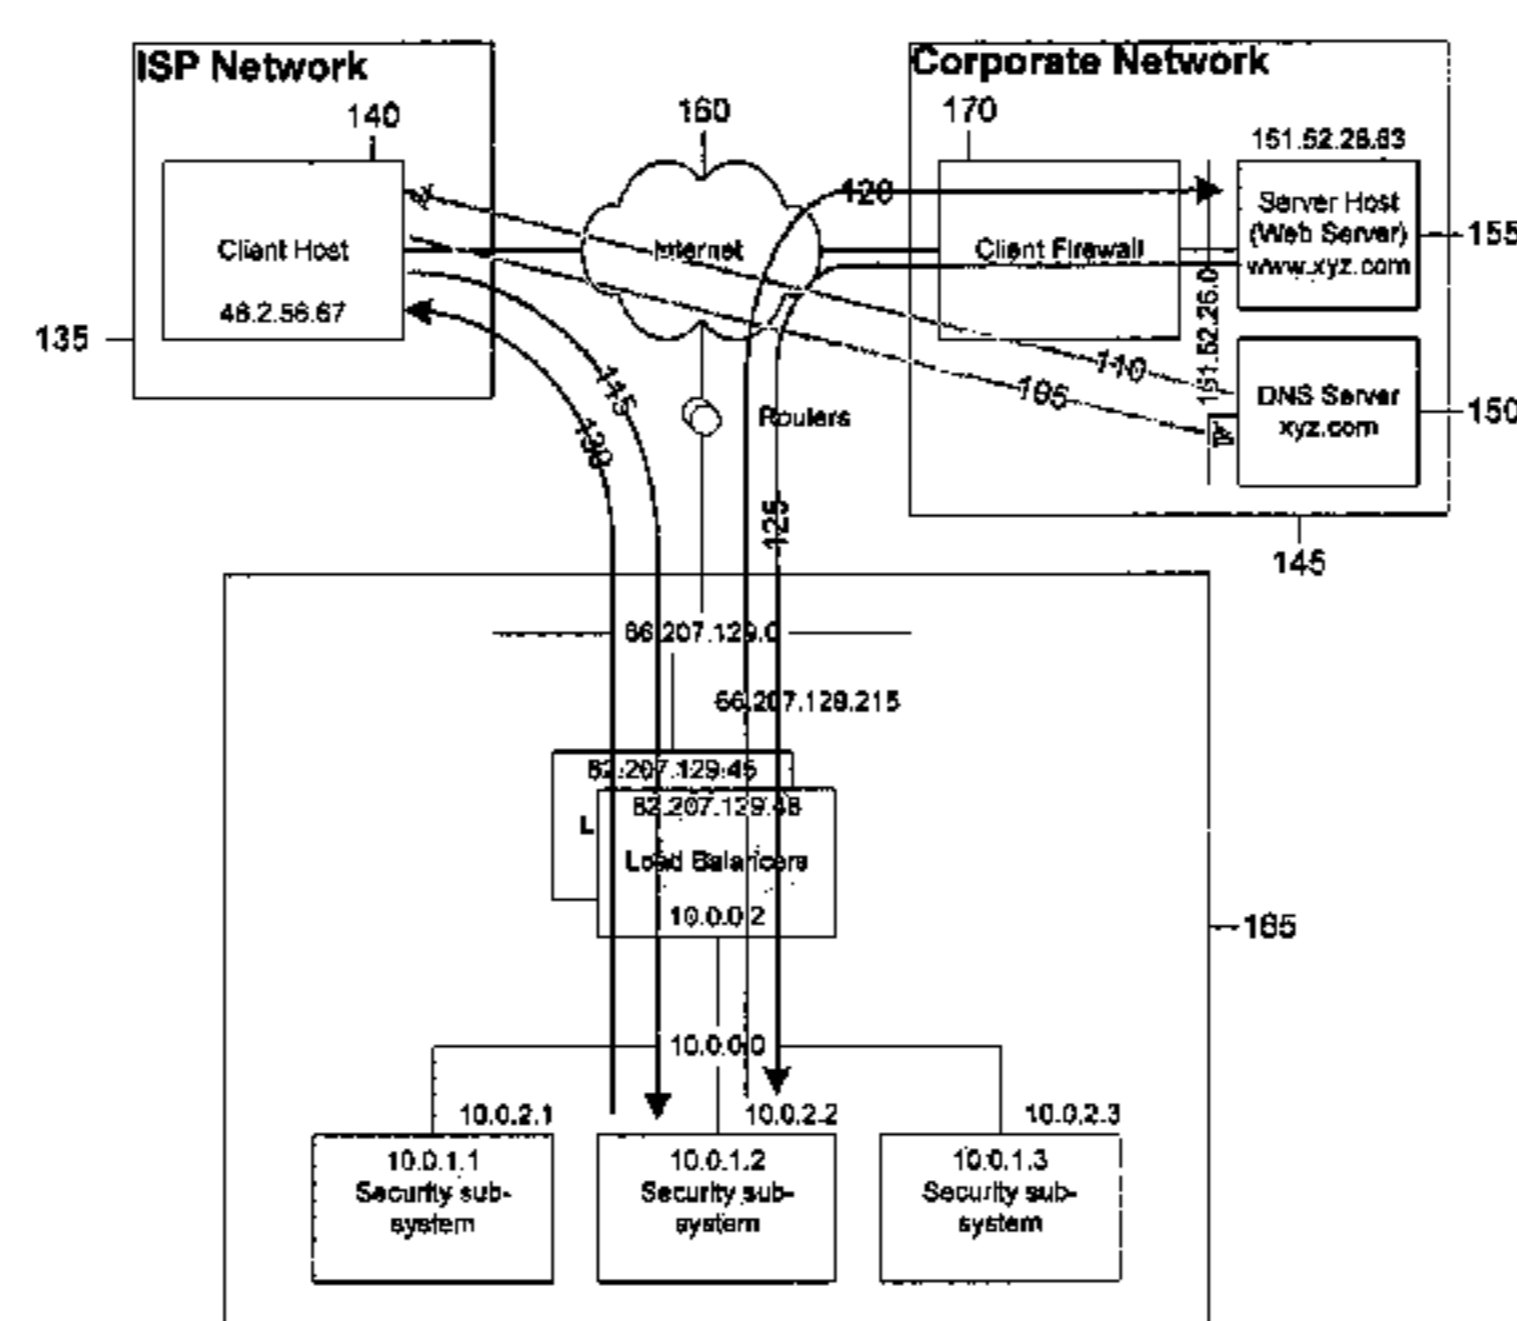 ISP Network
Corporate Network
140
160
170
151.52.26.63
120
Client Host
Internet
Client Firewall
Server Host
(Web Server)
www.xyz.com
155
46.2.56.67
135
151.52.26.0
115
130
110
105
DNS Server
xyz.com
150
Routers
125
145
66.207.129.0
66.207.129.215
62.207.129.45
62.207.129.46
L
Load Balancers
10.0.0.2
165
10.0.0.0
10.0.2.1
10.0.2.2
10.0.2.3
10.0.1.1
Security sub-
system
10.0.1.2
Security sub-
system
10.0.1.3
Security sub-
system